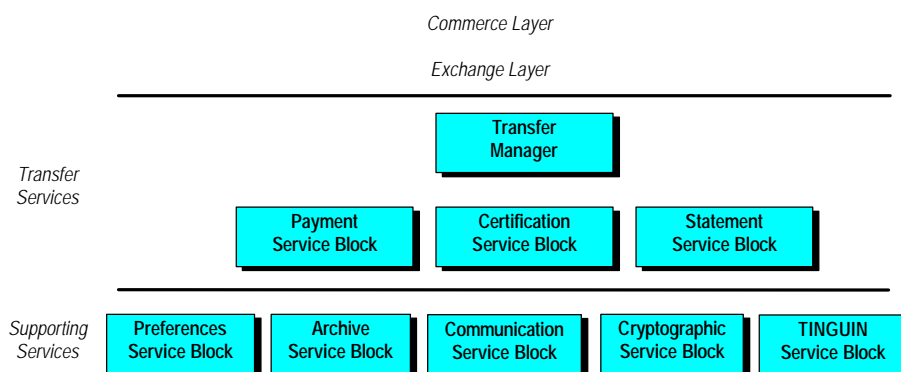 Commerce Layer
Exchange Layer
Transfer
Manager
Transfer
Services
Payment
Service Block
Certification
Service Block
Statement
Service Block
Supporting
Services
Preferences
Service Block
Archive
Service Block
Communication
Service Block
Cryptographic
Service Block
TINGUIN
Service Block